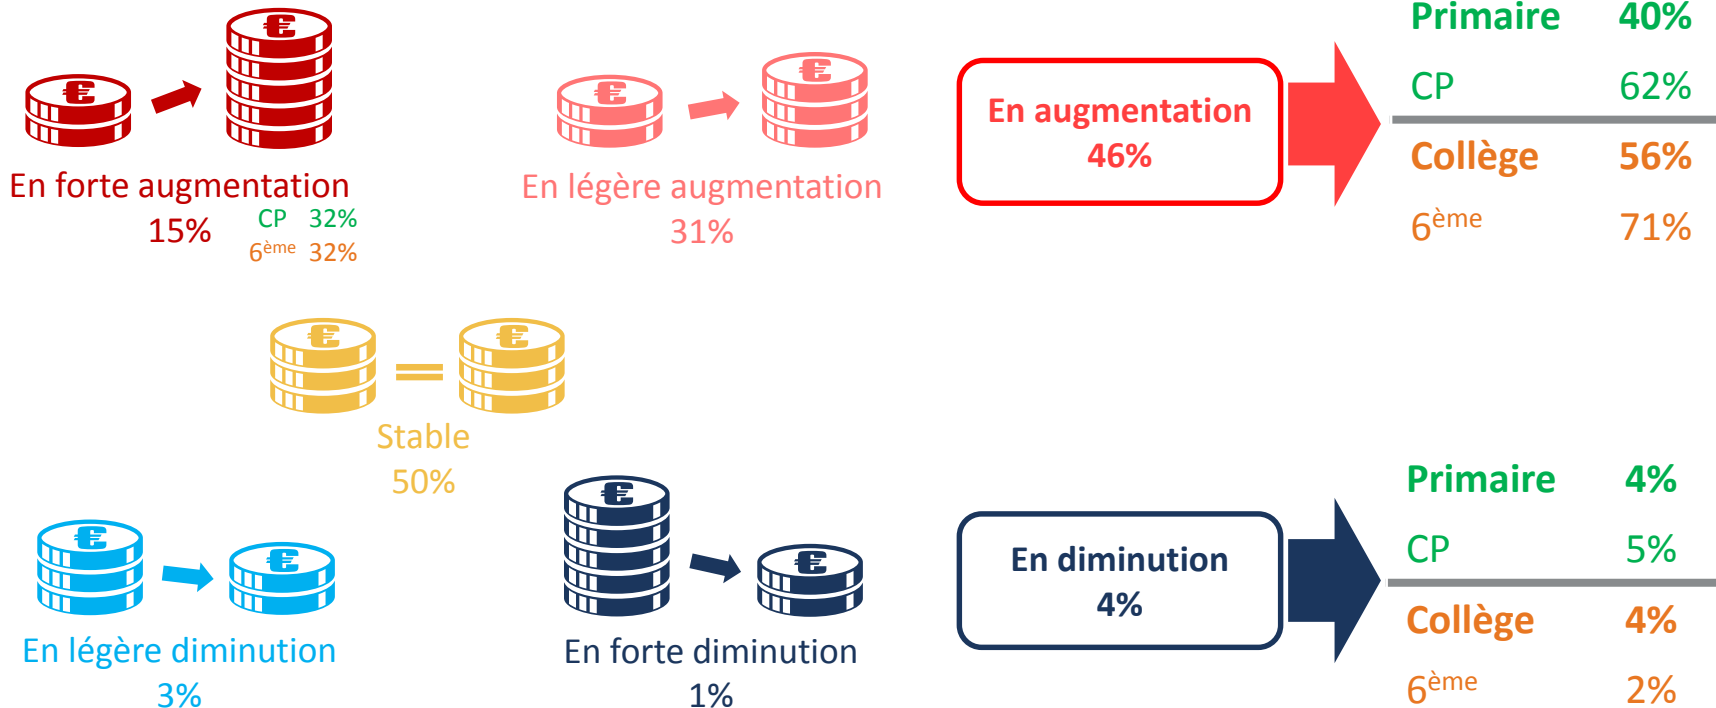 En forte augmentation
15%
CP 32%
6ème 32%
En légère augmentation
31%
En augmentation
46%
Primaire 40%
CP 62%
Collège 56%
6ème 71%
Stable
50%
En légère diminution
3%
En forte diminution
1%
En diminution
4%
Primaire 4%
CP 5%
Collège 4%
6ème 2%